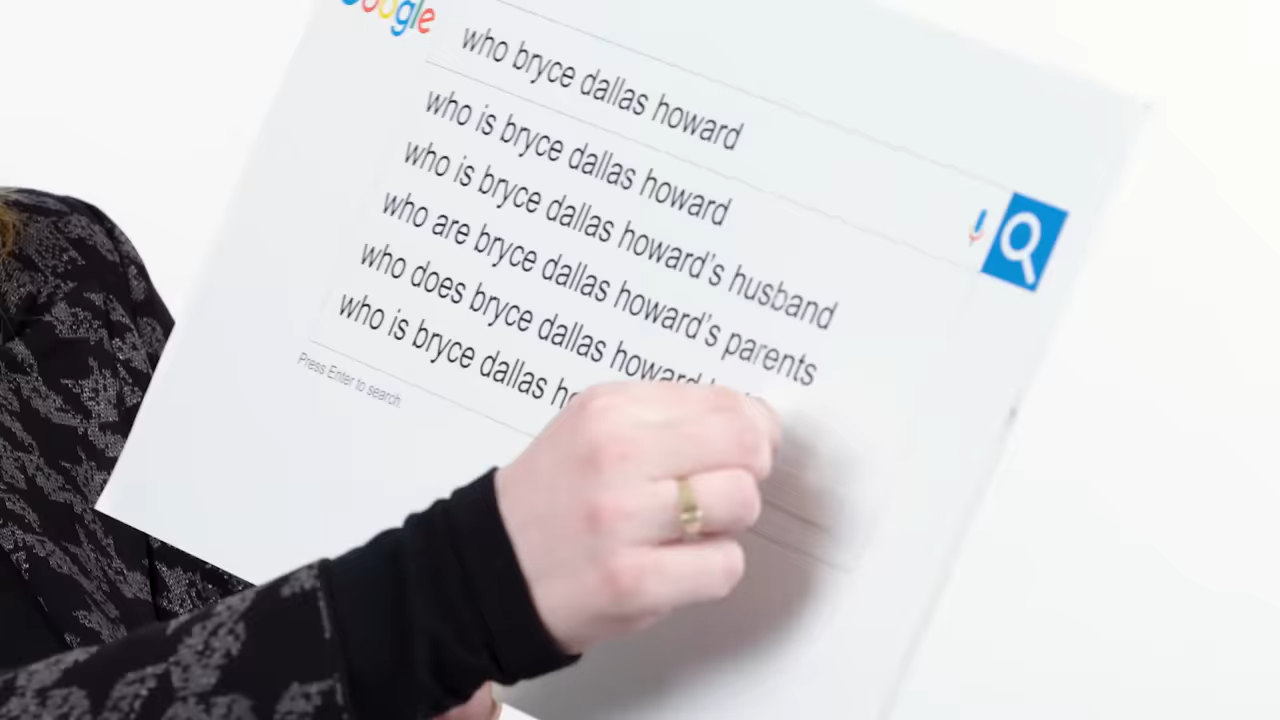 Google
who bryce dallas howard
who is bryce dallas howard
who is bryce dallas howard's husband
who are bryce dallas howard's parents
who does bryce dallas howard
who is bryce dallas
Press Enter to search.